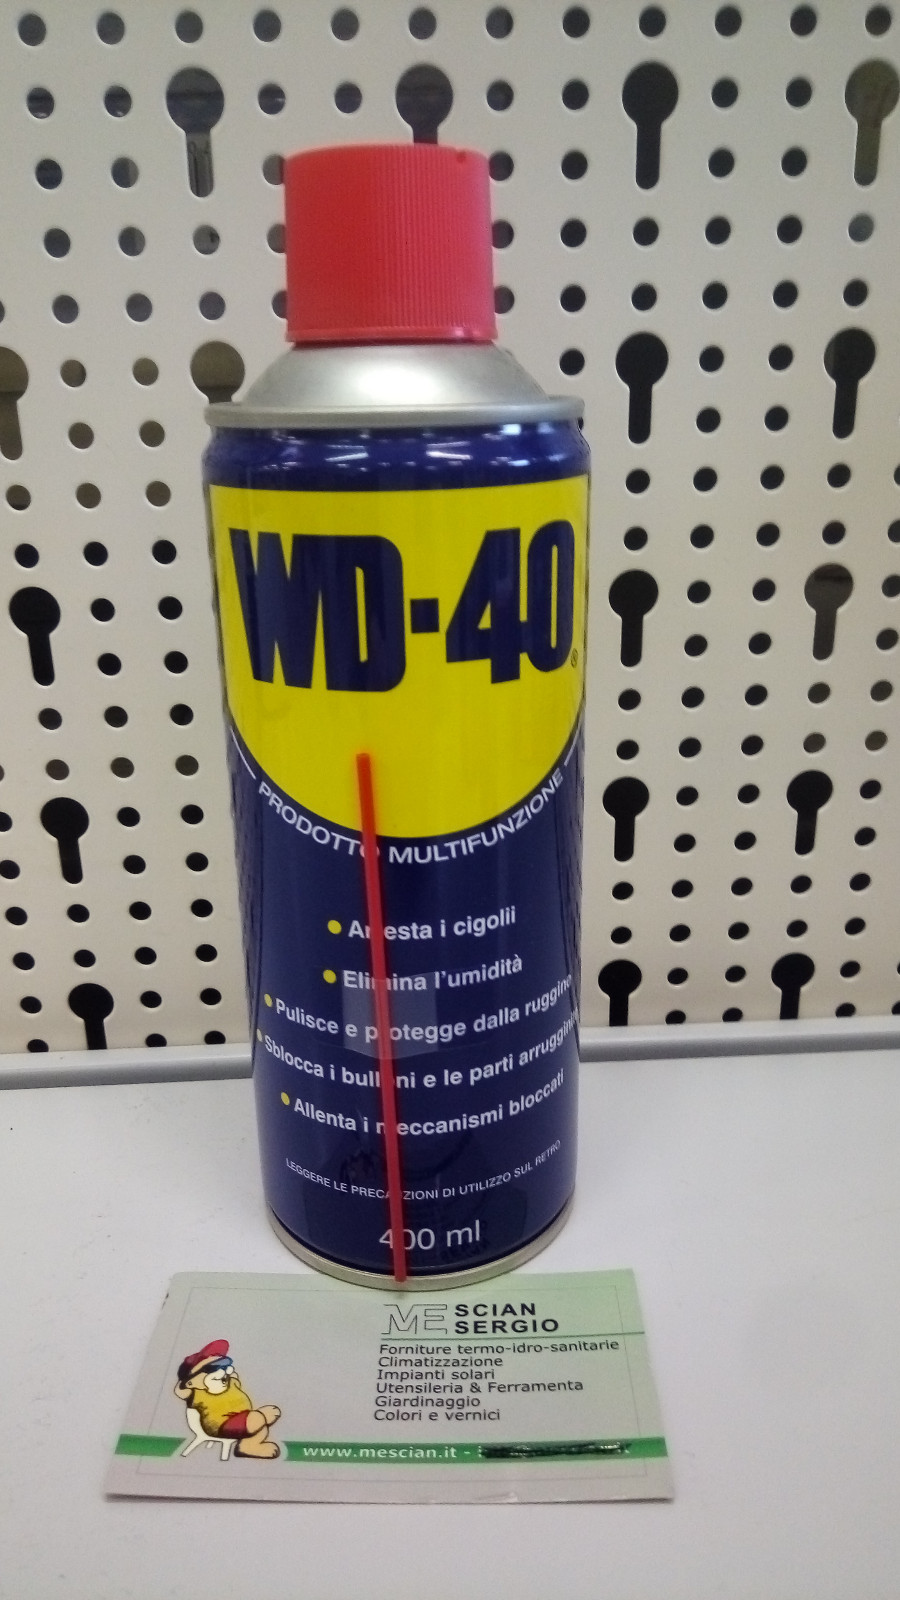 WD-40®
PRODOTTO MULTIFUNZIONE
Arresta i cigolii
Elimina l'umidità
Pulisce e protegge dalla ruggine
Sblocca i bulloni e le parti arrugginite
Allenta i meccanismi bloccati
LEGGERE LE PRECAUZIONI DI UTILIZZO SUL RETRO
400 ml
ME SCIAN
SERGIO
Forniture termo-idro-sanitarie
Climatizzazione
Impianti solari
Utensileria & Ferramenta
Giardinaggio
Colori e vernici
www.mescian.it -